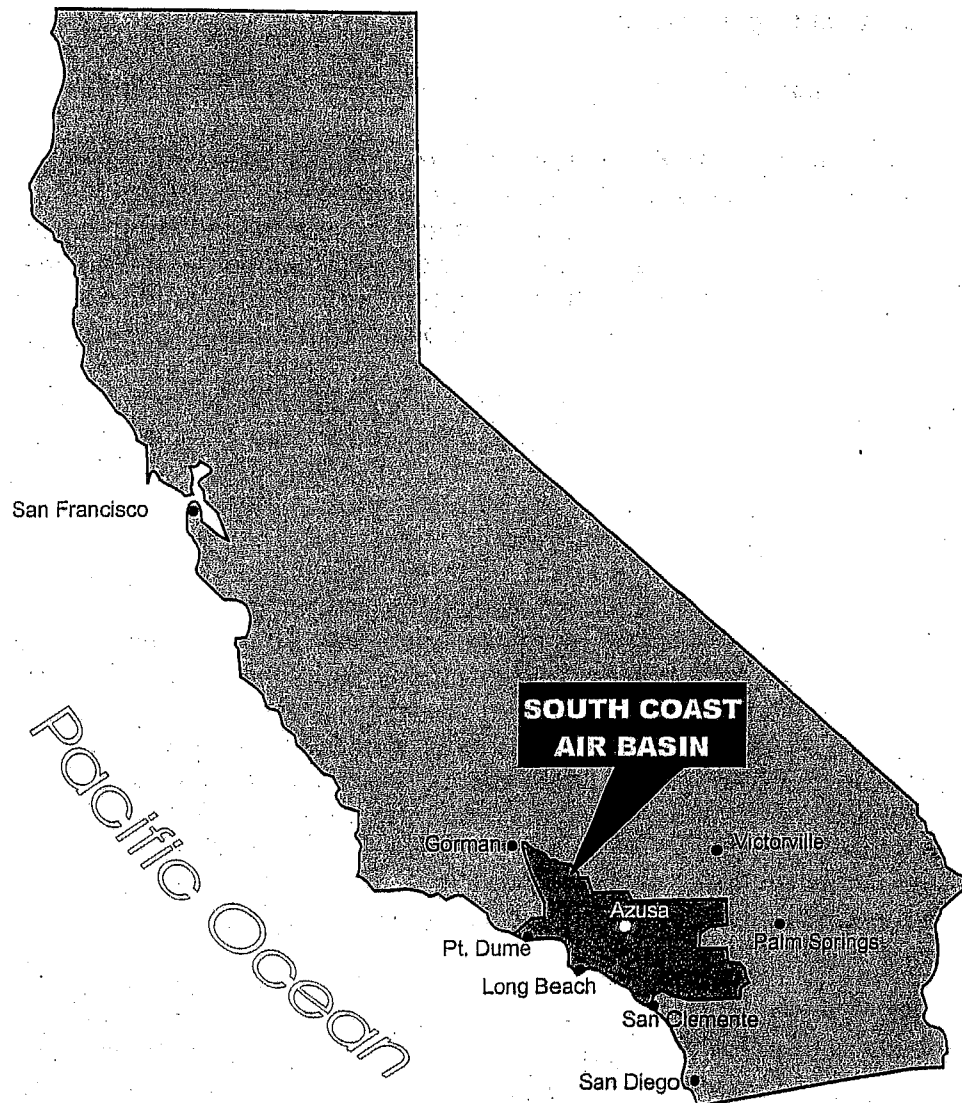 San Francisco
Pacific Ocean
SOUTH COAST
AIR BASIN
Gorman
Victorville
Azusa
Pt. Dume
Palm Springs
Long Beach
San Clemente
San Diego